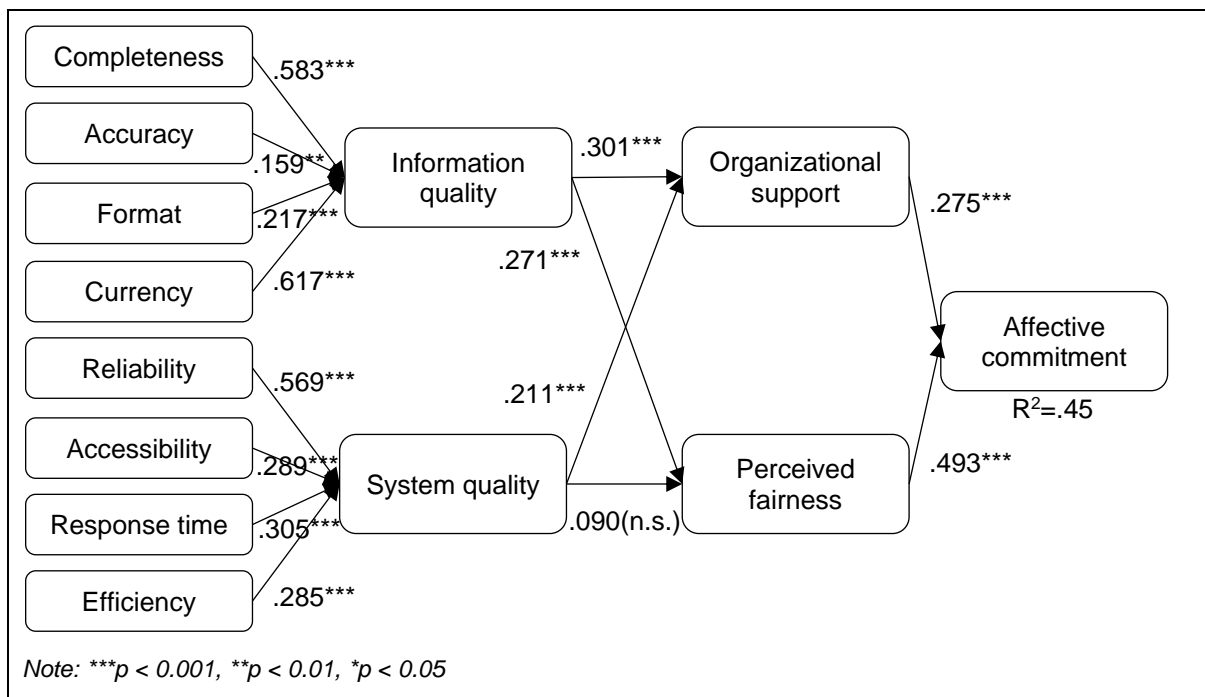 Completeness
.583***
Accuracy
.159**
Format
.217***
Currency
.617***
Reliability
.569***
Accessibility
.289***
Response time
.305***
Efficiency
.285***
Information
quality
System quality
.301***
.271***
.211***
.090(n.s.)
Organizational
support
Perceived
fairness
.275***
.493***
Affective
commitment
R²=.45
Note: ***p < 0.001, **p < 0.01, *p < 0.05